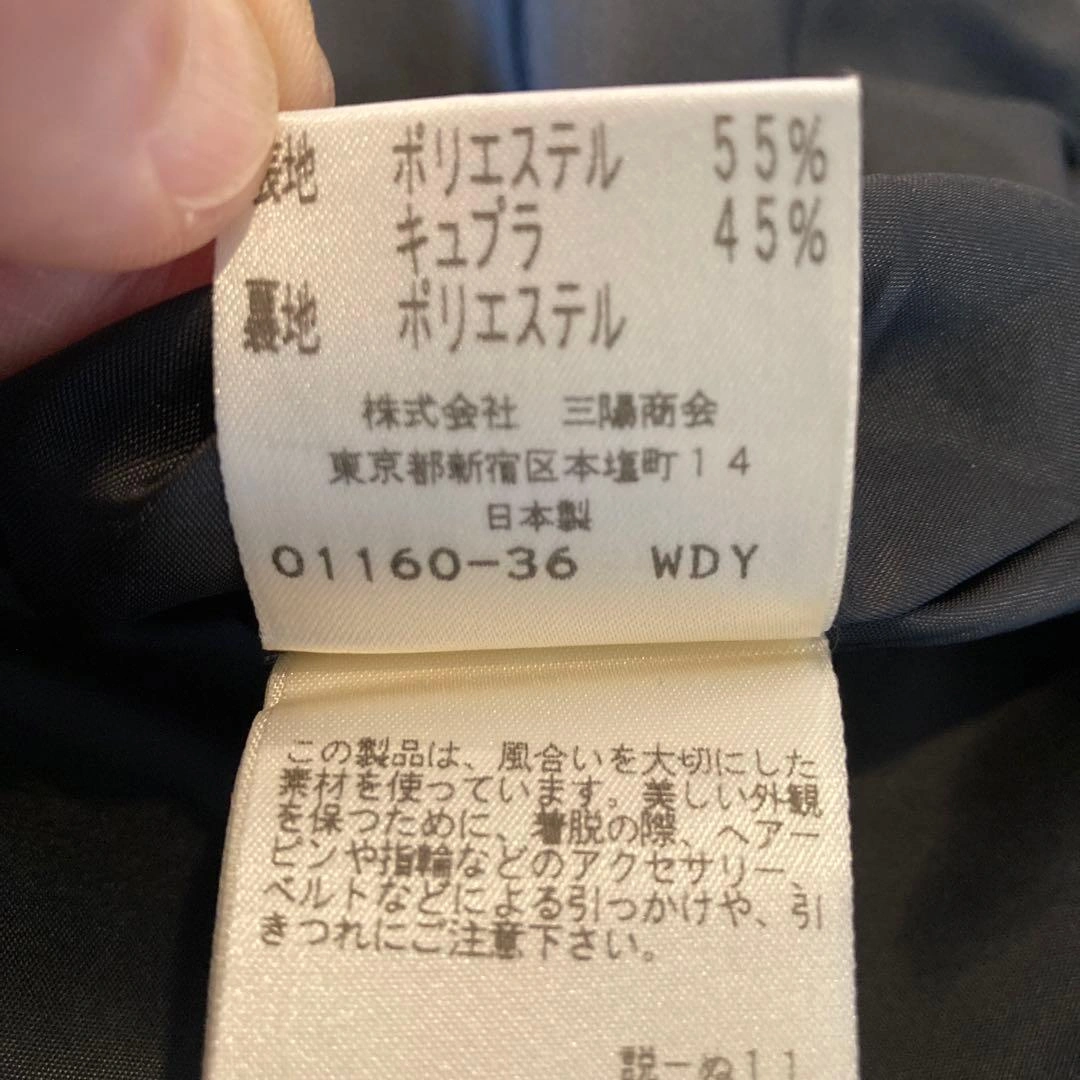 表地 ポリエステル 55%
キュプラ 45%
裏地 ポリエステル
株式会社 三陽商会
東京都新宿区本塩町14
日本製
01160-36 WDY
この製品は、風合いを大切にした
素材を使っています。美しい外観
を保つために、着脱の際、ヘアー
ピンや指輪などのアクセサリー、
ベルトなどによる引っかけや、引
きつれにご注意下さい。
説ーぬ11